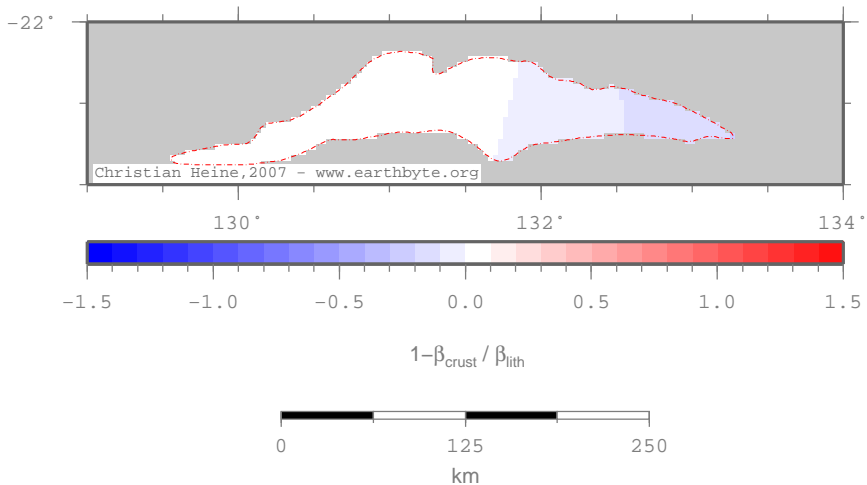 -22°
Christian Heine,2007 - www.earthbyte.org
130° 132° 134°
-1.5 -1.0 -0.5 0.0 0.5 1.0 1.5
1-βcrust / βlith
0 125 250
km